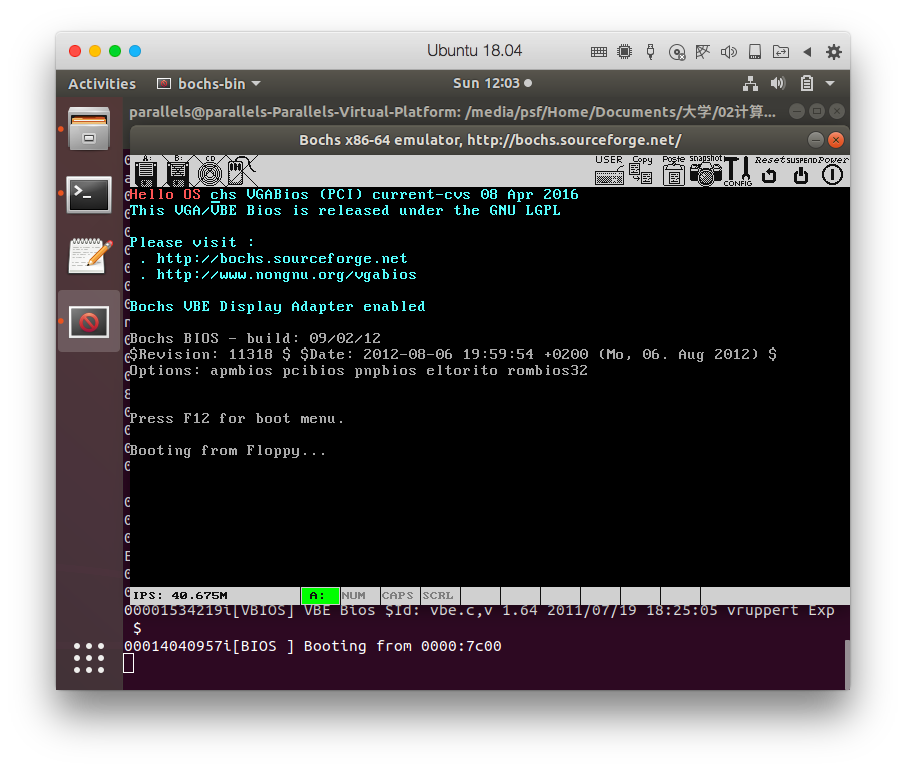 Ubuntu 18.04
Activities bochs-bin Sun 12:03
parallels@parallels-Parallels-Virtual-Platform: /media/psf/Home/Documents/大学/02计算...
Bochs x86-64 emulator, http://bochs.sourceforge.net/
A: B: CD USER Copy Paste snapshot CONFIG Reset SUSPEND Power
Hello OS chs VGABios (PCI) current-cvs 08 Apr 2016
This VGA/VBE Bios is released under the GNU LGPL
Please visit :
. http://bochs.sourceforge.net
. http://www.nongnu.org/vgabios
Bochs VBE Display Adapter enabled
Bochs BIOS - build: 09/02/12
$Revision: 11318 $ $Date: 2012-08-06 19:59:54 +0200 (Mo, 06. Aug 2012) $
Options: apmbios pcibios pnpbios eltorito rombios32
Press F12 for boot menu.
Booting from Floppy...
IPS: 40.675M A: NUM CAPS SCRL
00001534219i[VBIOS] VBE Bios $Id: vbe.c,v 1.64 2011/07/19 18:25:05 vruppert Exp
$
00014040957i[BIOS ] Booting from 0000:7c00